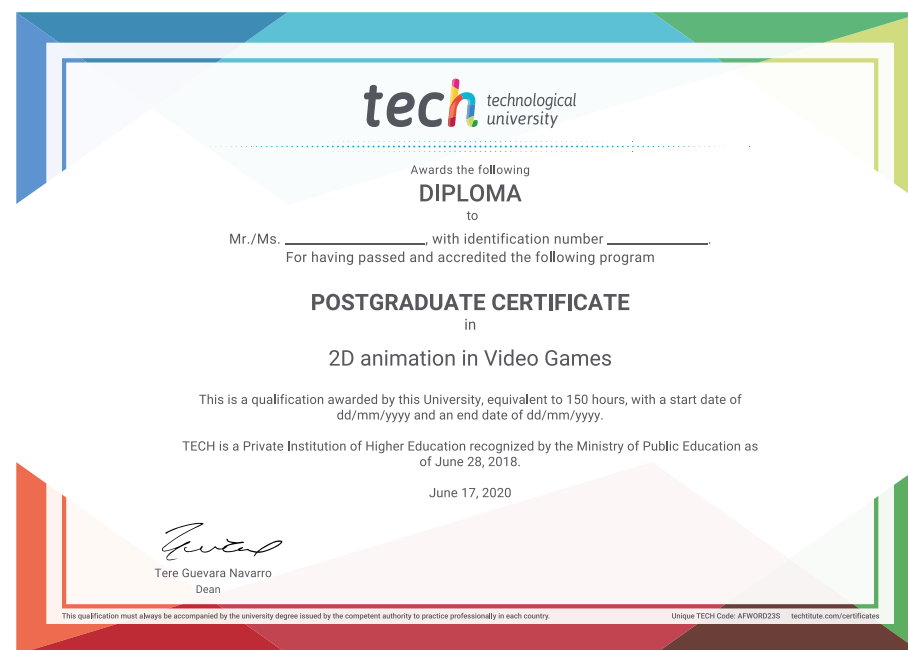 tech technological
university
Awards the following
DIPLOMA
to
Mr./Ms. ____________, with identification number ____________.
For having passed and accredited the following program
POSTGRADUATE CERTIFICATE
in
2D animation in Video Games
This is a qualification awarded by this University, equivalent to 150 hours, with a start date of
dd/mm/yyyy and an end date of dd/mm/yyyy.
TECH is a Private Institution of Higher Education recognized by the Ministry of Public Education as
of June 28, 2018.
June 17, 2020
Tere Guevara Navarro
Dean
This qualification must always be accompanied by the university degree issued by the competent authority to practice professionally in each country.
Unique TECH Code: AFWORD23S techtitute.com/certificates